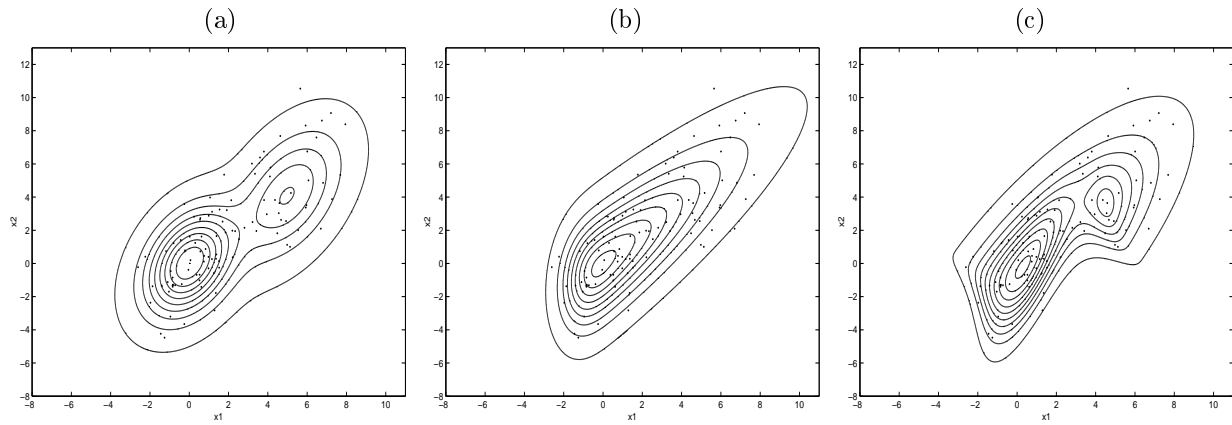 (a) (b) (c)
12 12 12
10 10 10
8 8 8
6 6 6
4 4 4
x2 2 x2 2 x2 2
0 0 0
−2 −2 −2
−4 −4 −4
−6 −6 −6
−8 −8 −8
−8 −6 −4 −2 0 2 4 6 8 10 −8 −6 −4 −2 0 2 4 6 8 10 −8 −6 −4 −2 0 2 4 6 8 10
x1 x1 x1